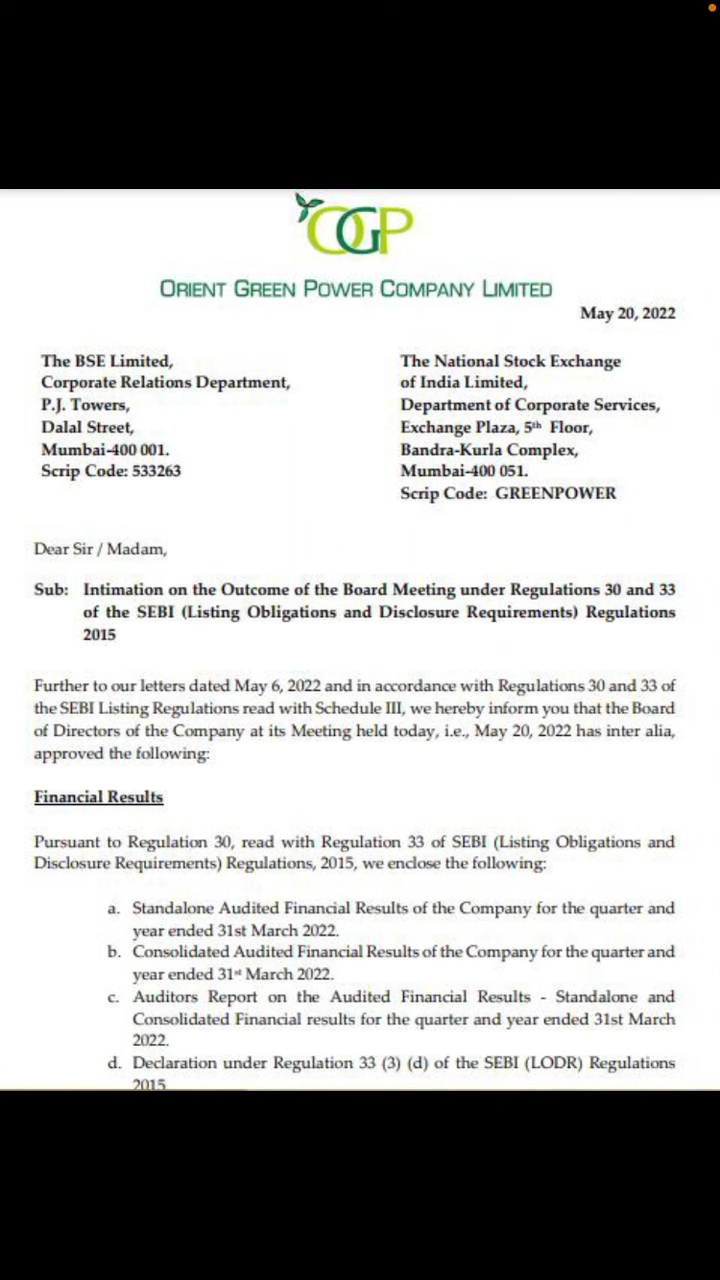 OGP
ORIENT GREEN POWER COMPANY LIMITED
May 20, 2022
The BSE Limited,
Corporate Relations Department,
P.J. Towers,
Dalal Street,
Mumbai-400 001.
Scrip Code: 533263
The National Stock Exchange
of India Limited,
Department of Corporate Services,
Exchange Plaza, 5th Floor,
Bandra-Kurla Complex,
Mumbai-400 051.
Scrip Code: GREENPOWER
Dear Sir / Madam,
Sub: Intimation on the Outcome of the Board Meeting under Regulations 30 and 33
of the SEBI (Listing Obligations and Disclosure Requirements) Regulations
2015
Further to our letters dated May 6, 2022 and in accordance with Regulations 30 and 33 of
the SEBI Listing Regulations read with Schedule III, we hereby inform you that the Board
of Directors of the Company at its Meeting held today, i.e., May 20, 2022 has inter alia,
approved the following:
Financial Results
Pursuant to Regulation 30, read with Regulation 33 of SEBI (Listing Obligations and
Disclosure Requirements) Regulations, 2015, we enclose the following:
a. Standalone Audited Financial Results of the Company for the quarter and
year ended 31st March 2022.
b. Consolidated Audited Financial Results of the Company for the quarter and
year ended 31st March 2022.
c. Auditors Report on the Audited Financial Results - Standalone and
Consolidated Financial results for the quarter and year ended 31st March
2022.
d. Declaration under Regulation 33 (3) (d) of the SEBI (LODR) Regulations
2015